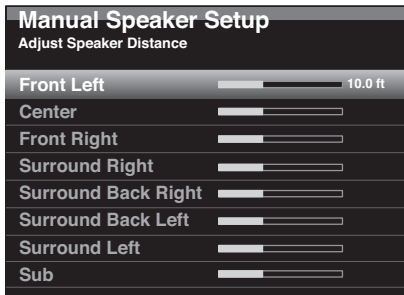 Manual Speaker Setup
Adjust Speaker Distance
Front Left 10.0 ft
Center
Front Right
Surround Right
Surround Back Right
Surround Back Left
Surround Left
Sub